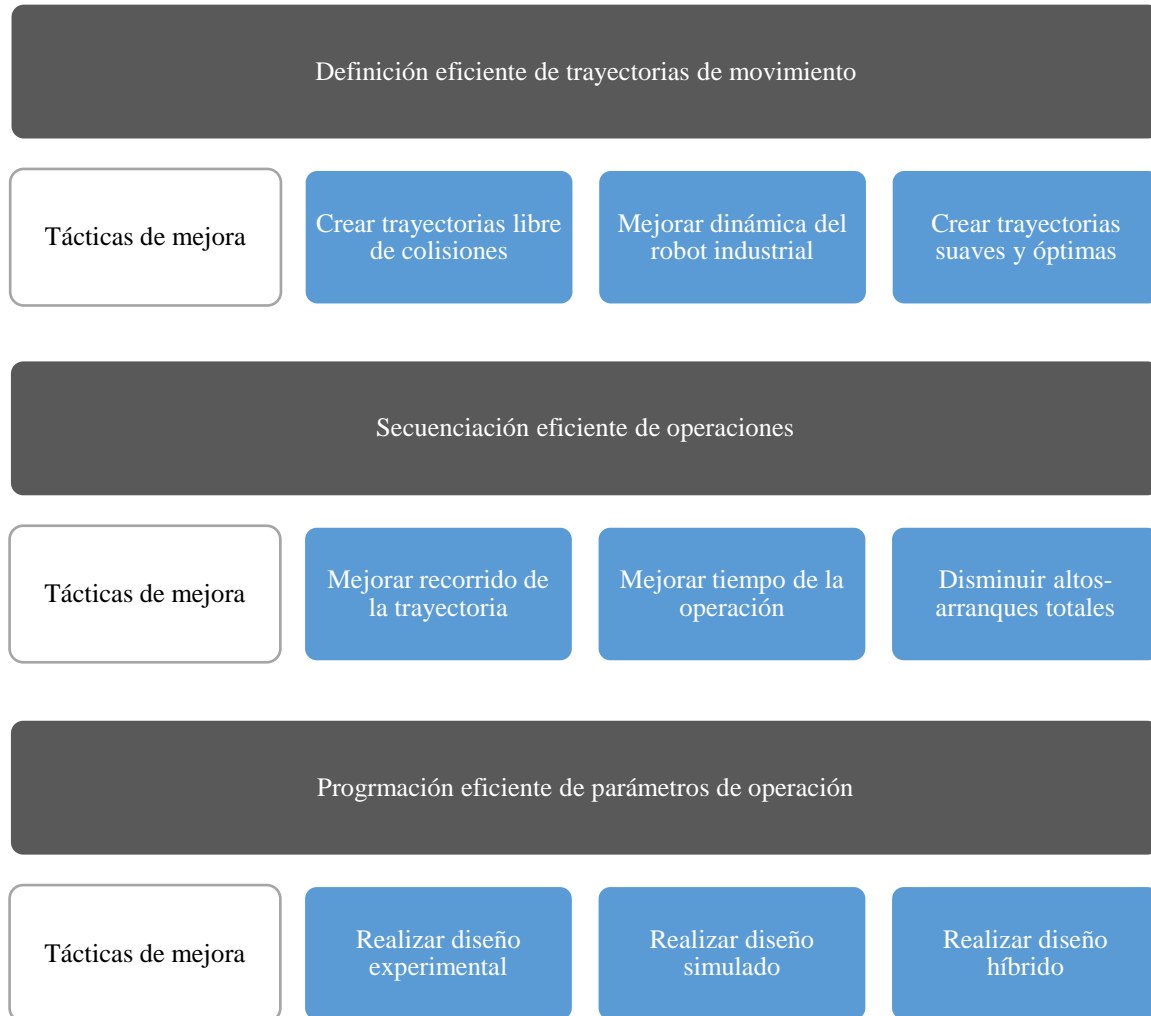 Definición eficiente de trayectorias de movimiento
Tácticas de mejora
Crear trayectorias libre
de colisiones
Mejorar dinámica del
robot industrial
Crear trayectorias
suaves y óptimas
Secuenciación eficiente de operaciones
Tácticas de mejora
Mejorar recorrido de
la trayectoria
Mejorar tiempo de la
operación
Disminuir altos-
arranques totales
Progrmación eficiente de parámetros de operación
Tácticas de mejora
Realizar diseño
experimental
Realizar diseño
simulado
Realizar diseño
híbrido